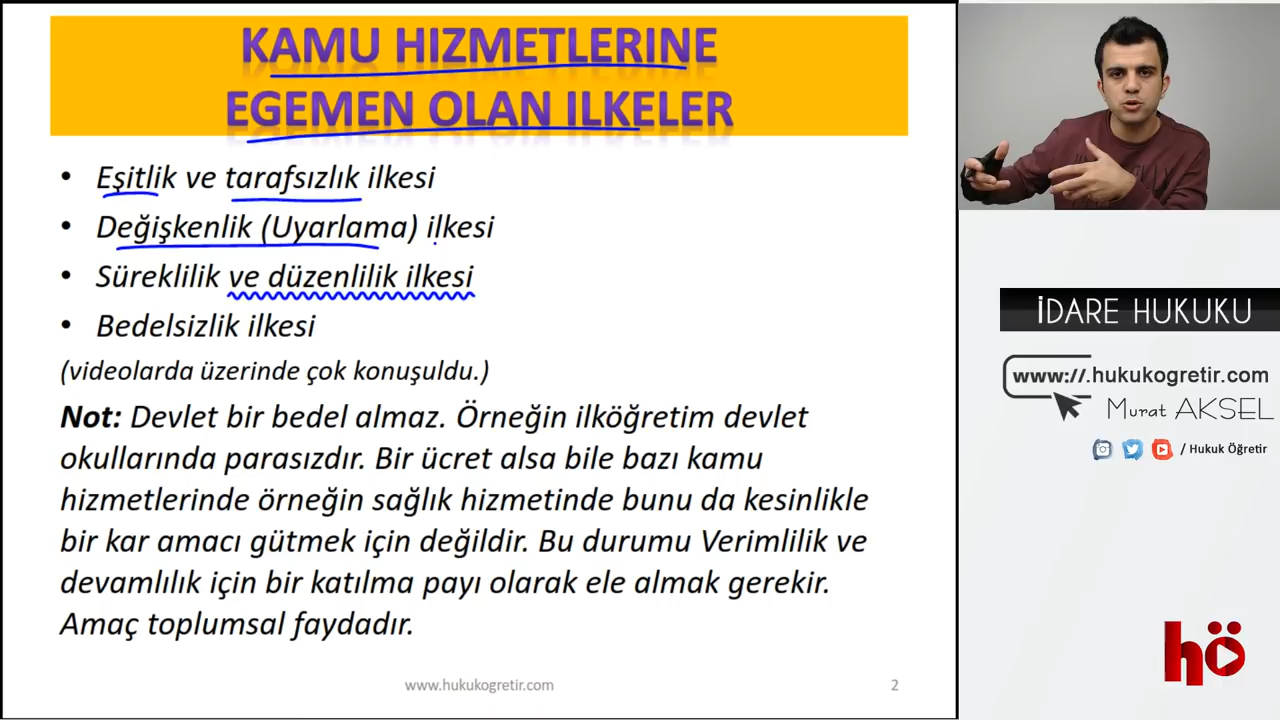 KAMU HIZMETLERINE
EGEMEN OLAN ILKELER
• Eşitlik ve tarafsızlık ilkesi
• Değişkenlik (Uyarlama) ilkesi
• Süreklilik ve düzenlilik ilkesi
• Bedelsizlik ilkesi
(videolarda üzerinde çok konuşuldu.)
Not: Devlet bir bedel almaz. Örneğin ilköğretim devlet
okullarında parasızdır. Bir ücret alsa bile bazı kamu
hizmetlerinde örneğin sağlık hizmetinde bunu da kesinlikle
bir kar amacı gütmek için değildir. Bu durumu Verimlilik ve
devamlılık için bir katılma payı olarak ele almak gerekir.
Amaç toplumsal faydadır.
www.hukukogretir.com
2
İDARE HUKUKU
www://.hukukogretir.com
Murat AKSEL
/ Hukuk Öğretir
hö